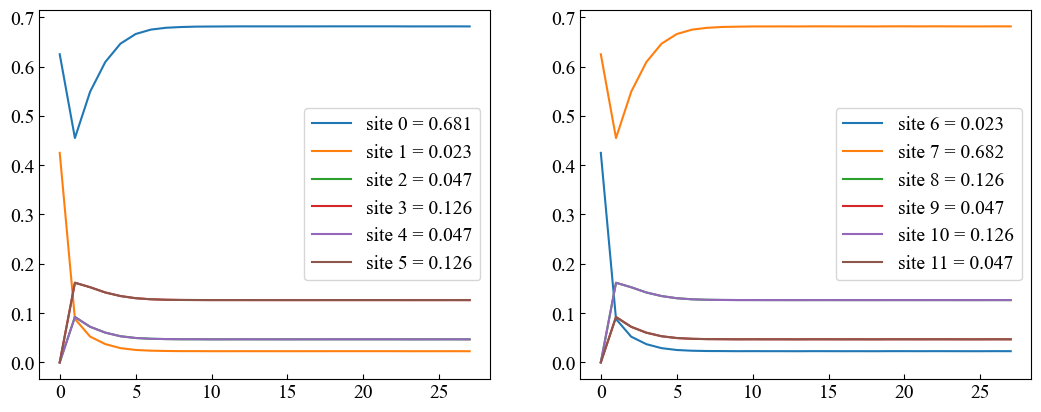 0.7
0.6
0.5
0.4
0.3
0.2
0.1
0.0
0 5 10 15 20 25
site 0 = 0.681
site 1 = 0.023
site 2 = 0.047
site 3 = 0.126
site 4 = 0.047
site 5 = 0.126
0.7
0.6
0.5
0.4
0.3
0.2
0.1
0.0
0 5 10 15 20 25
site 6 = 0.023
site 7 = 0.682
site 8 = 0.126
site 9 = 0.047
site 10 = 0.126
site 11 = 0.047